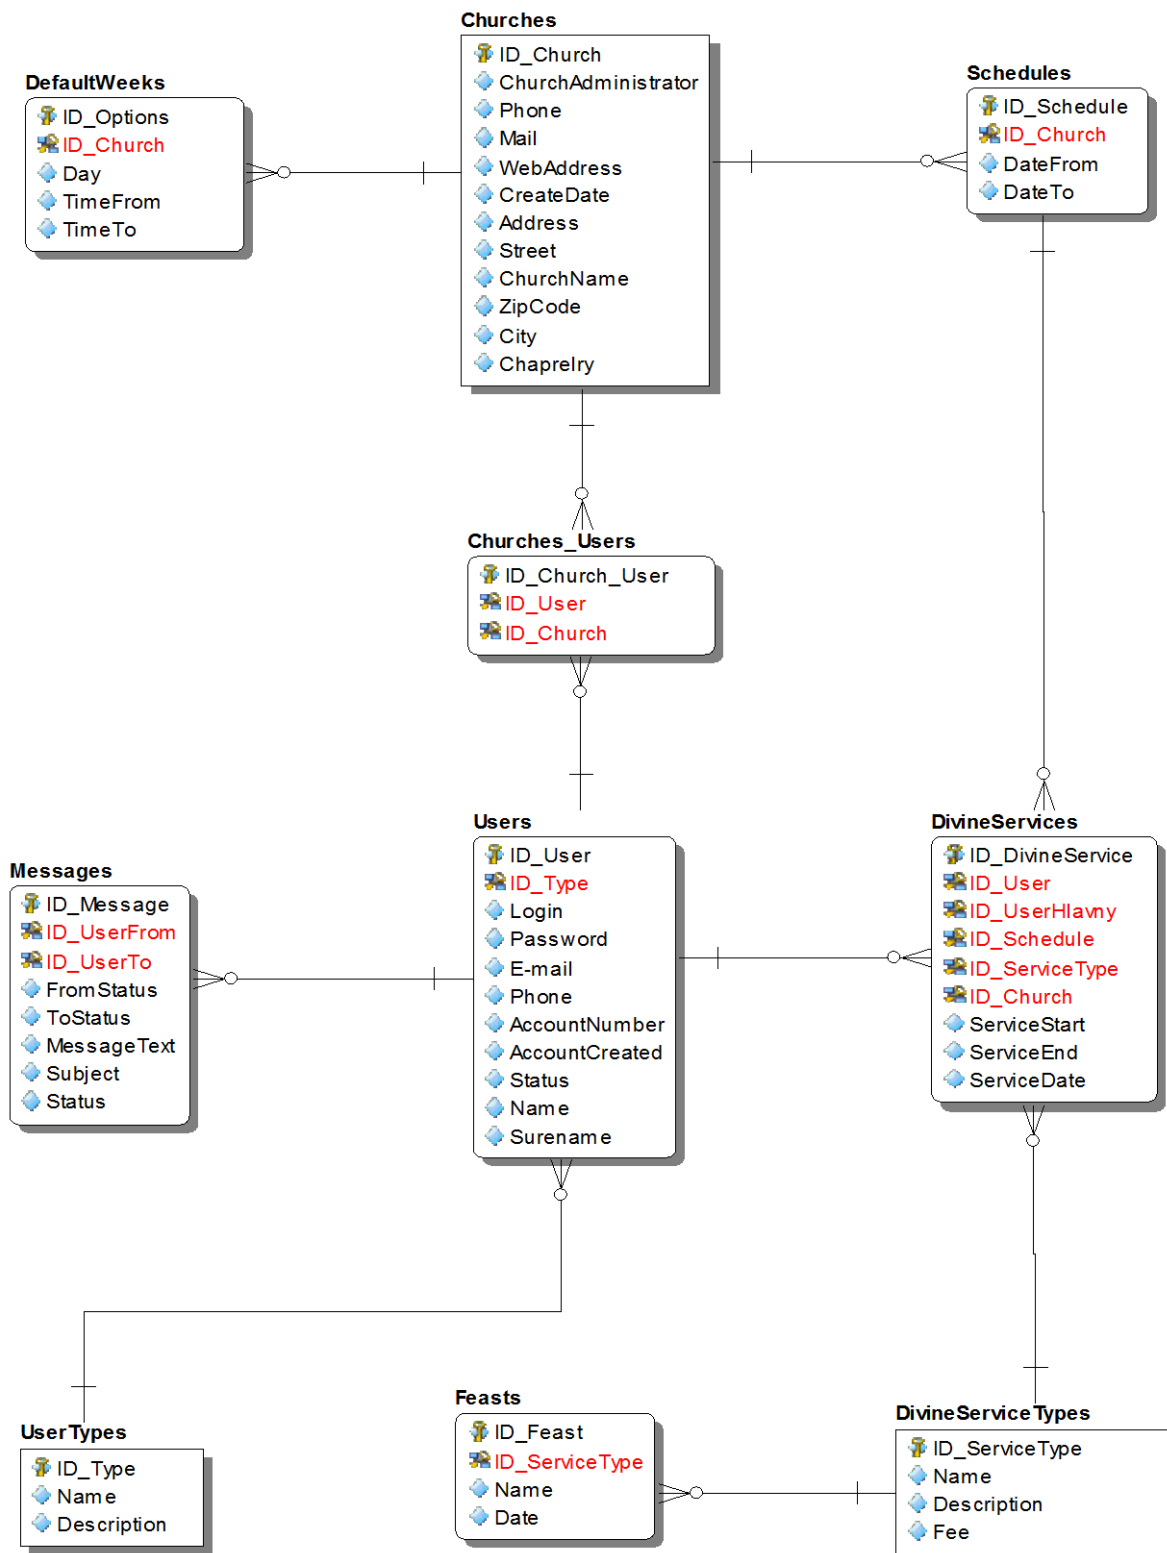 Churches
ID_Church
ChurchAdministrator
Phone
Mail
WebAddress
CreateDate
Address
Street
ChurchName
ZipCode
City
Chaprelry
DefaultWeeks
ID_Options
ID_Church
Day
TimeFrom
TimeTo
Schedules
ID_Schedule
ID_Church
DateFrom
DateTo
Churches_Users
ID_Church_User
ID_User
ID_Church
Users
ID_User
ID_Type
Login
Password
E-mail
Phone
AccountNumber
AccountCreated
Status
Name
Surename
DivineServices
ID_DivineService
ID_User
ID_UserHlavny
ID_Schedule
ID_ServiceType
ID_Church
ServiceStart
ServiceEnd
ServiceDate
Messages
ID_Message
ID_UserFrom
ID_UserTo
FromStatus
ToStatus
MessageText
Subject
Status
UserTypes
ID_Type
Name
Description
Feasts
ID_Feast
ID_ServiceType
Name
Date
DivineServiceTypes
ID_ServiceType
Name
Description
Fee